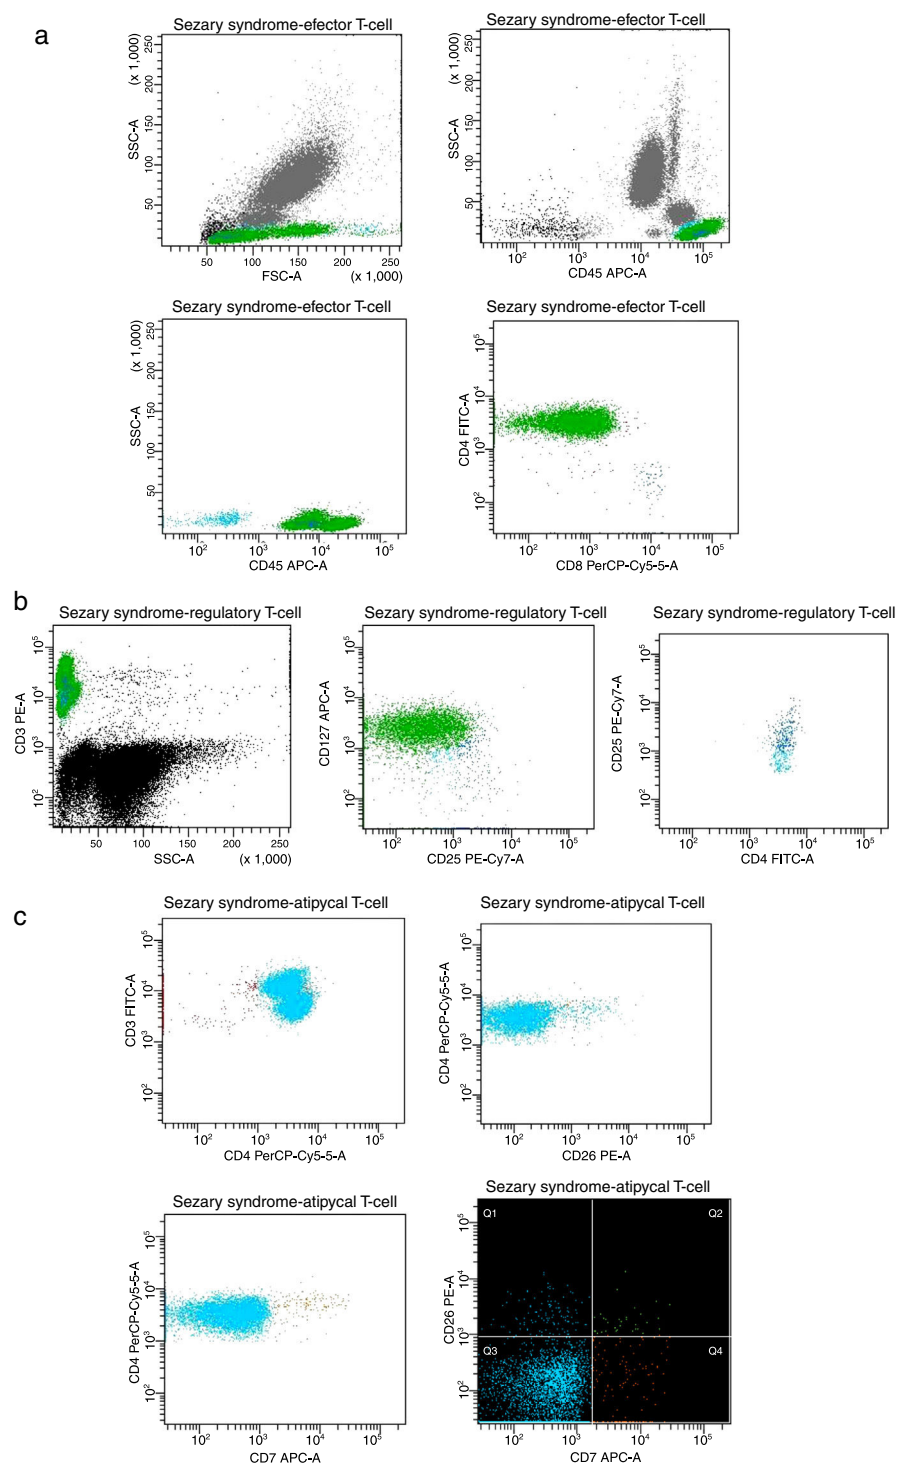 a
Sezary syndrome-efector T-cell
(x 1,000)
SSC-A
250
200
150
100
50
50 100 150 200 250
FSC-A (x 1,000)
Sezary syndrome-efector T-cell
(x 1,000)
SSC-A
250
200
150
100
50
10² 10³ 10⁴ 10⁵
CD45 APC-A
Sezary syndrome-efector T-cell
(x 1,000)
SSC-A
250
200
150
100
50
10² 10³ 10⁴ 10⁵
CD45 APC-A
Sezary syndrome-efector T-cell
CD4 FITC-A
10⁵
10⁴
10³
10²
10² 10³ 10⁴ 10⁵
CD8 PerCP-Cy5-5-A
b
Sezary syndrome-regulatory T-cell
CD3 PE-A
10⁵
10⁴
10³
10²
50 100 150 200 250
SSC-A (x 1,000)
Sezary syndrome-regulatory T-cell
CD127 APC-A
10⁵
10⁴
10³
10²
10² 10³ 10⁴ 10⁵
CD25 PE-Cy7-A
Sezary syndrome-regulatory T-cell
CD25 PE-Cy7-A
10⁵
10⁴
10³
10²
10² 10³ 10⁴ 10⁵
CD4 FITC-A
c
Sezary syndrome-atipycal T-cell
CD3 FITC-A
10⁵
10⁴
10³
10²
10² 10³ 10⁴ 10⁵
CD4 PerCP-Cy5-5-A
Sezary syndrome-atipycal T-cell
CD4 PerCP-Cy5-5-A
10⁵
10⁴
10³
10²
10² 10³ 10⁴ 10⁵
CD26 PE-A
Sezary syndrome-atipycal T-cell
CD4 PerCP-Cy5-5-A
10⁵
10⁴
10³
10²
10² 10³ 10⁴ 10⁵
CD7 APC-A
Sezary syndrome-atipycal T-cell
Q1 Q2
Q3 Q4
CD26 PE-A
10⁵
10⁴
10³
10²
10² 10³ 10⁴ 10⁵
CD7 APC-A